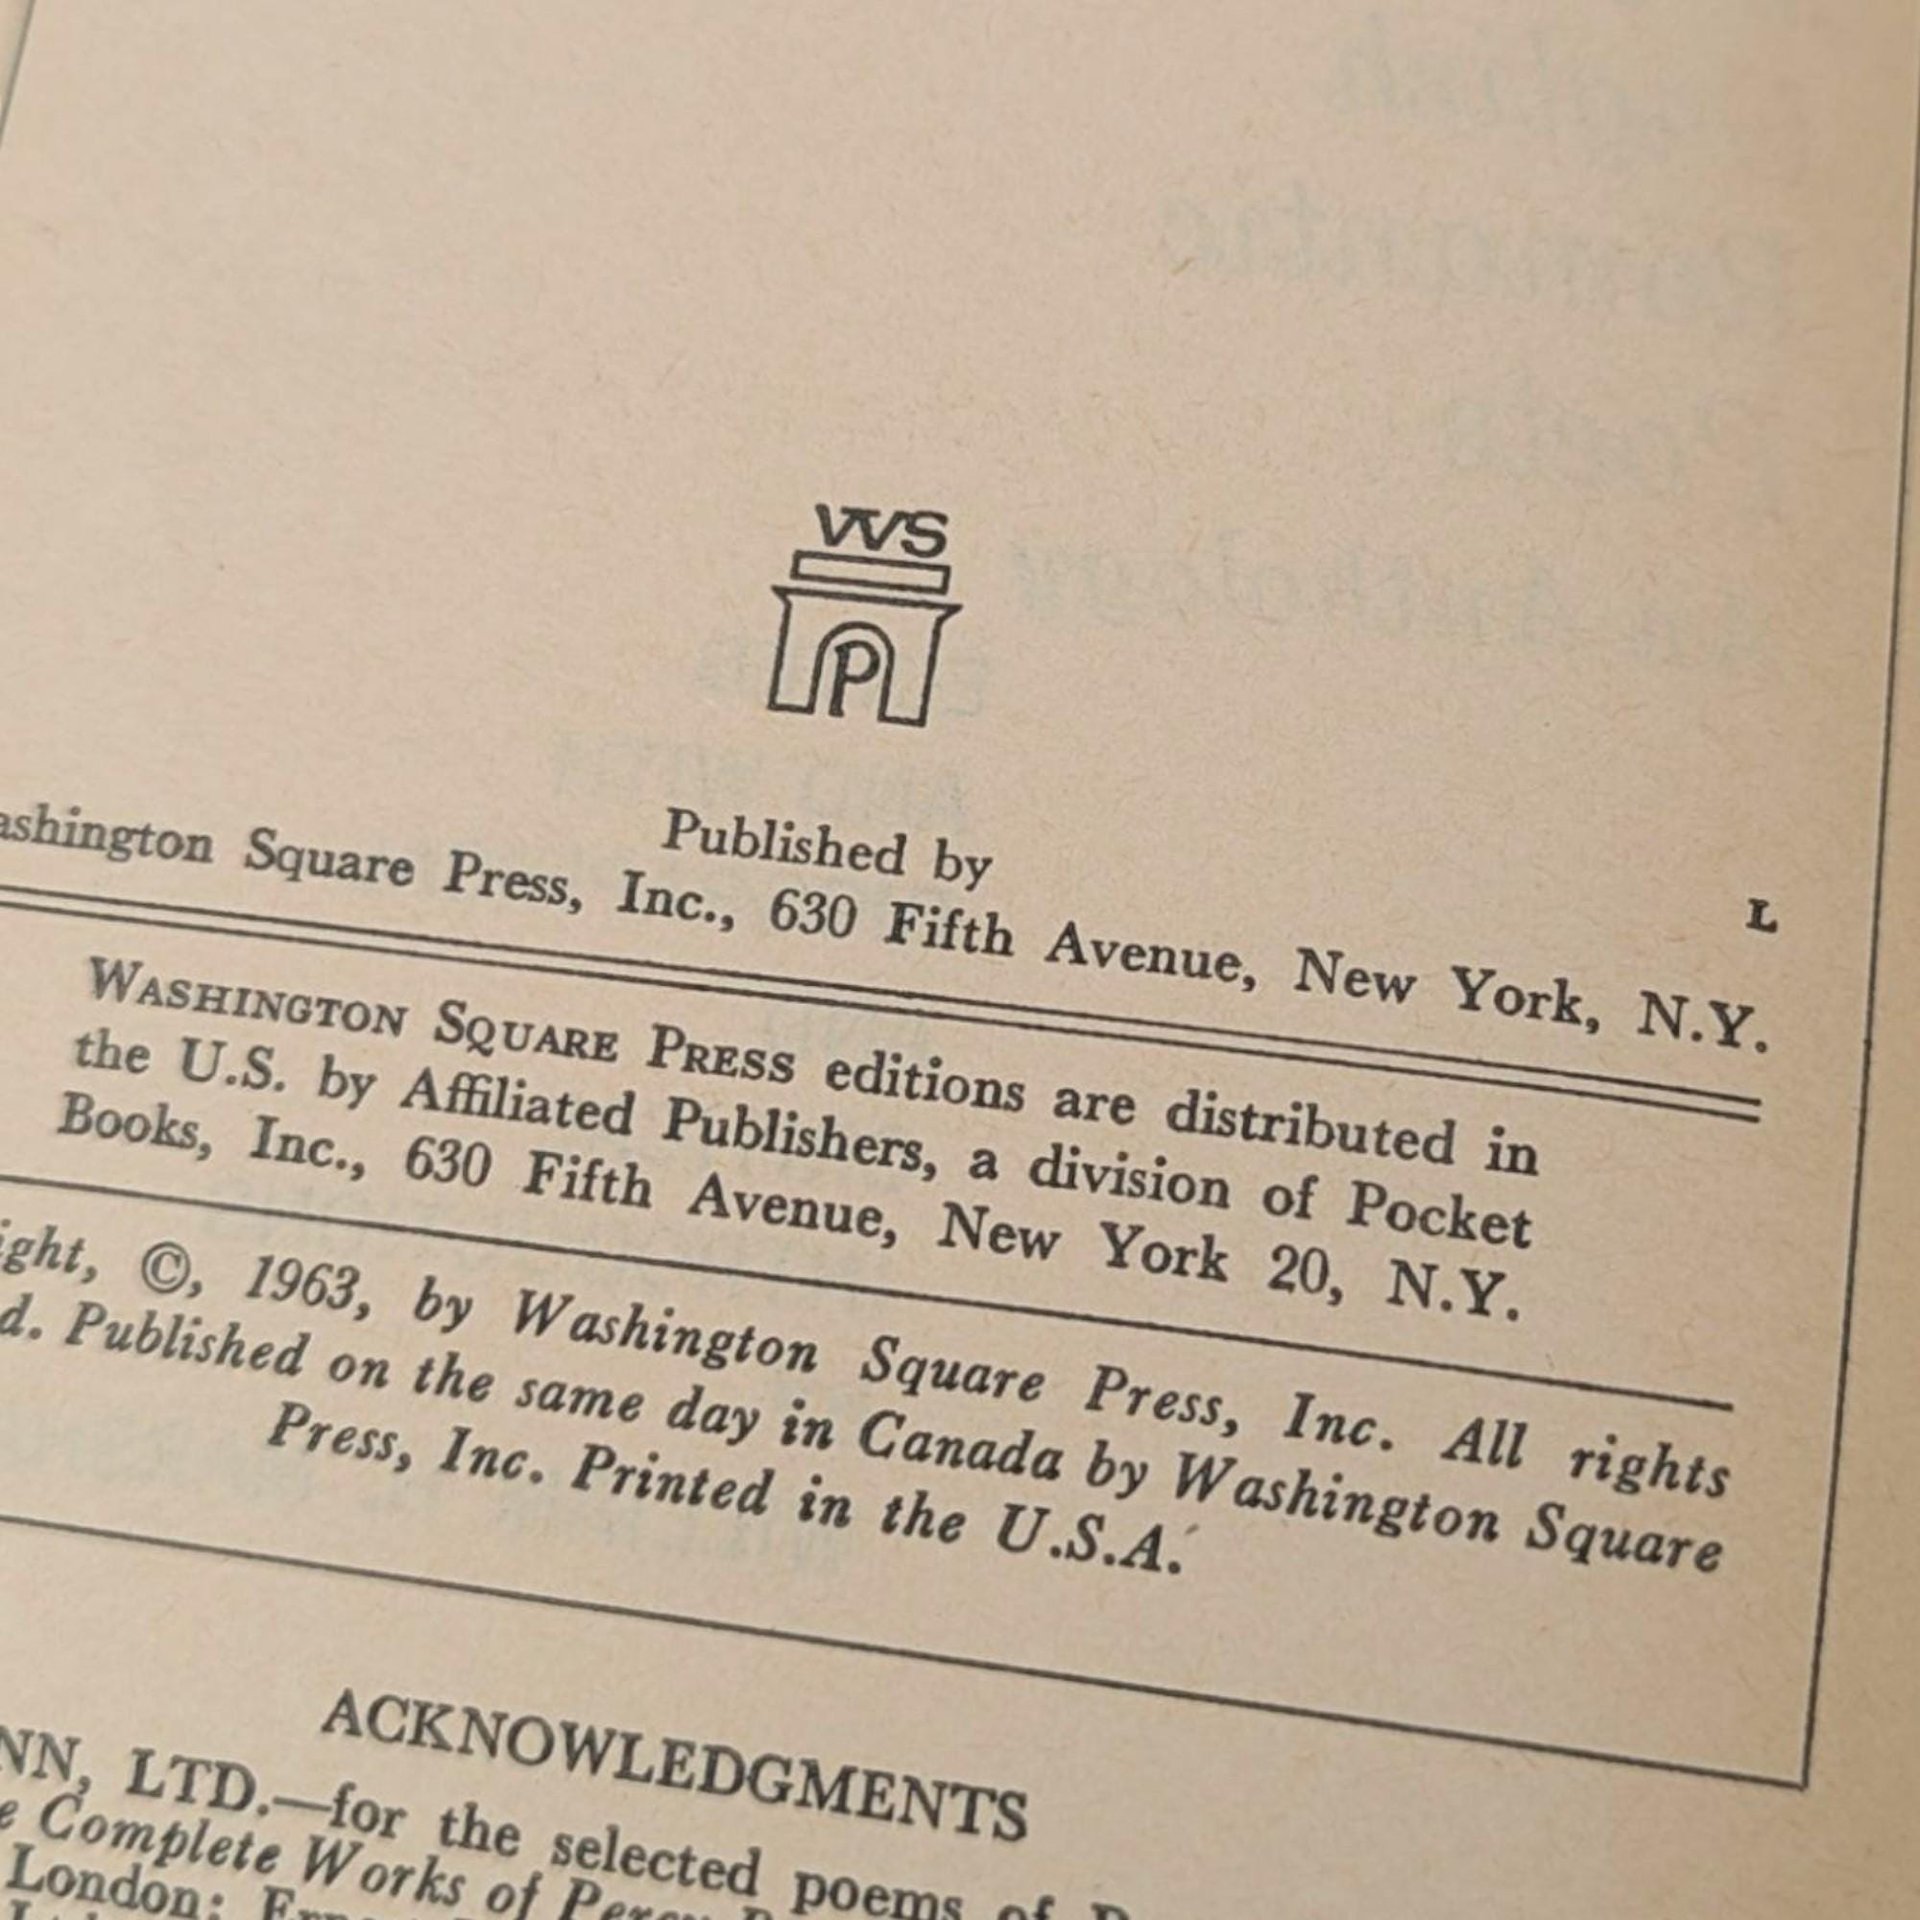 WS
P
Published by
L
ashington Square Press, Inc., 630 Fifth Avenue, New York, N.Y.
WASHINGTON SQUARE PRESS editions are distributed in
the U.S. by Affiliated Publishers, a division of Pocket
Books, Inc., 630 Fifth Avenue, New York 20, N.Y.
ight, ©, 1963, by Washington Square Press, Inc. All rights
d. Published on the same day in Canada by Washington Square
Press, Inc. Printed in the U.S.A.
ACKNOWLEDGMENTS
NN, LTD.—for the selected poems of
e Complete Works of Percy
London: